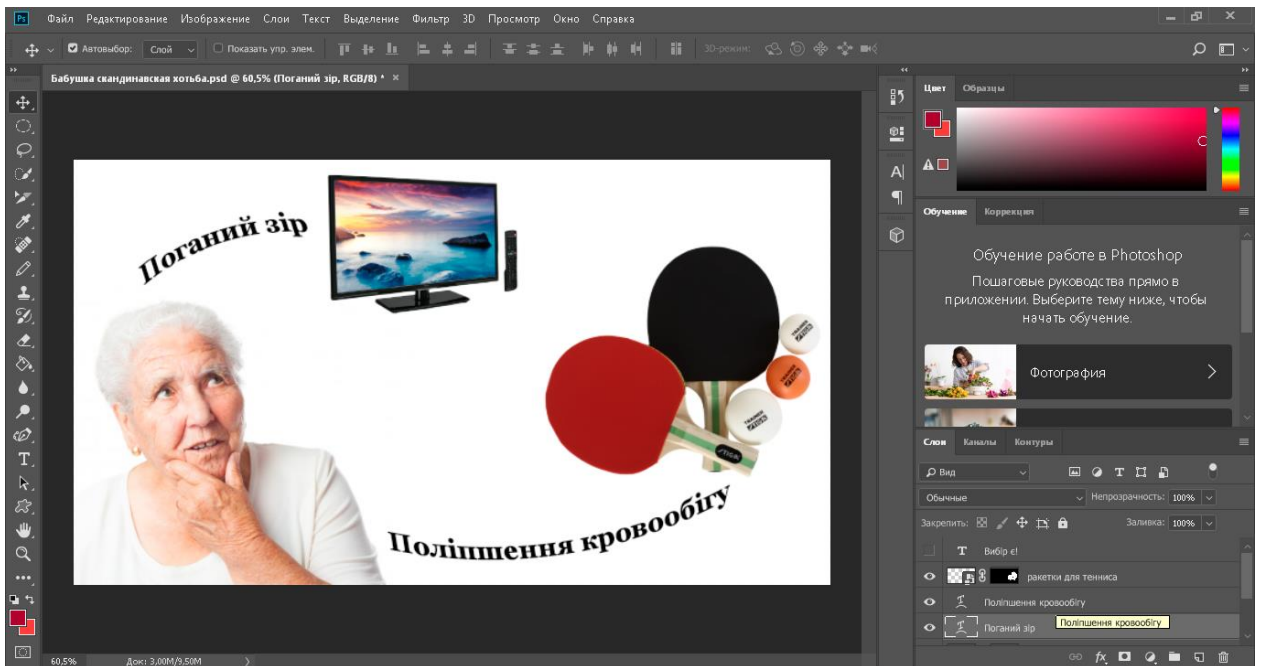 Ps Файл Редактирование Изображение Слои Текст Выделение Фильтр 3D Просмотр Окно Справка
Автовыбор: Слой Показать упр. элем. 3D-режим:
Бабушка скандинавская хотьба.psd @ 60,5% (Поганий зір, RGB/8) * ×
Поганий зір
Поліпшення кровообігу
60,5% Док: 3,00M/9,50M
Цвет Образцы
Обучение Коррекция
Обучение работе в Photoshop
Пошаговые руководства прямо в
приложении. Выберите тему ниже, чтобы
начать обучение.
Фотография
Слои Каналы Контуры
Вид
Обычные Непрозрачность: 100%
Закрепить: Заливка: 100%
T Вибір є!
ракетки для тенниса
Поліпшення кровообігу
Поганий зір Поліпшення кровообігу
fx